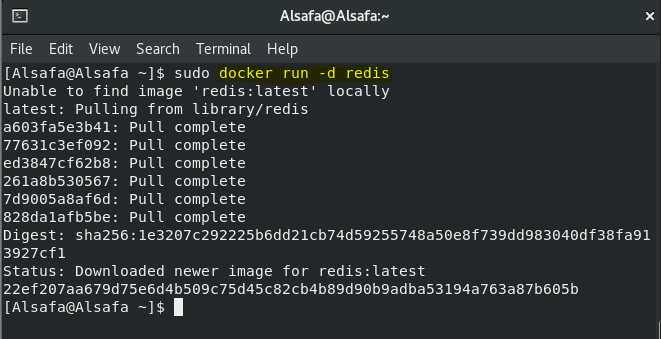 Alsafa@Alsafa:~
File Edit View Search Terminal Help
[Alsafa@Alsafa ~]$ sudo docker run -d redis
Unable to find image 'redis:latest' locally
latest: Pulling from library/redis
a603fa5e3b41: Pull complete
77631c3ef092: Pull complete
ed3847cf62b8: Pull complete
261a8b530567: Pull complete
7d9005a8af6d: Pull complete
828da1afb5be: Pull complete
Digest: sha256:1e3207c292225b6dd21cb74d59255748a50e8f739dd983040df38fa91
3927cf1
Status: Downloaded newer image for redis:latest
22ef207aa679d75e6d4b509c75d45c82cb4b89d90b9adba53194a763a87b605b
[Alsafa@Alsafa ~]$